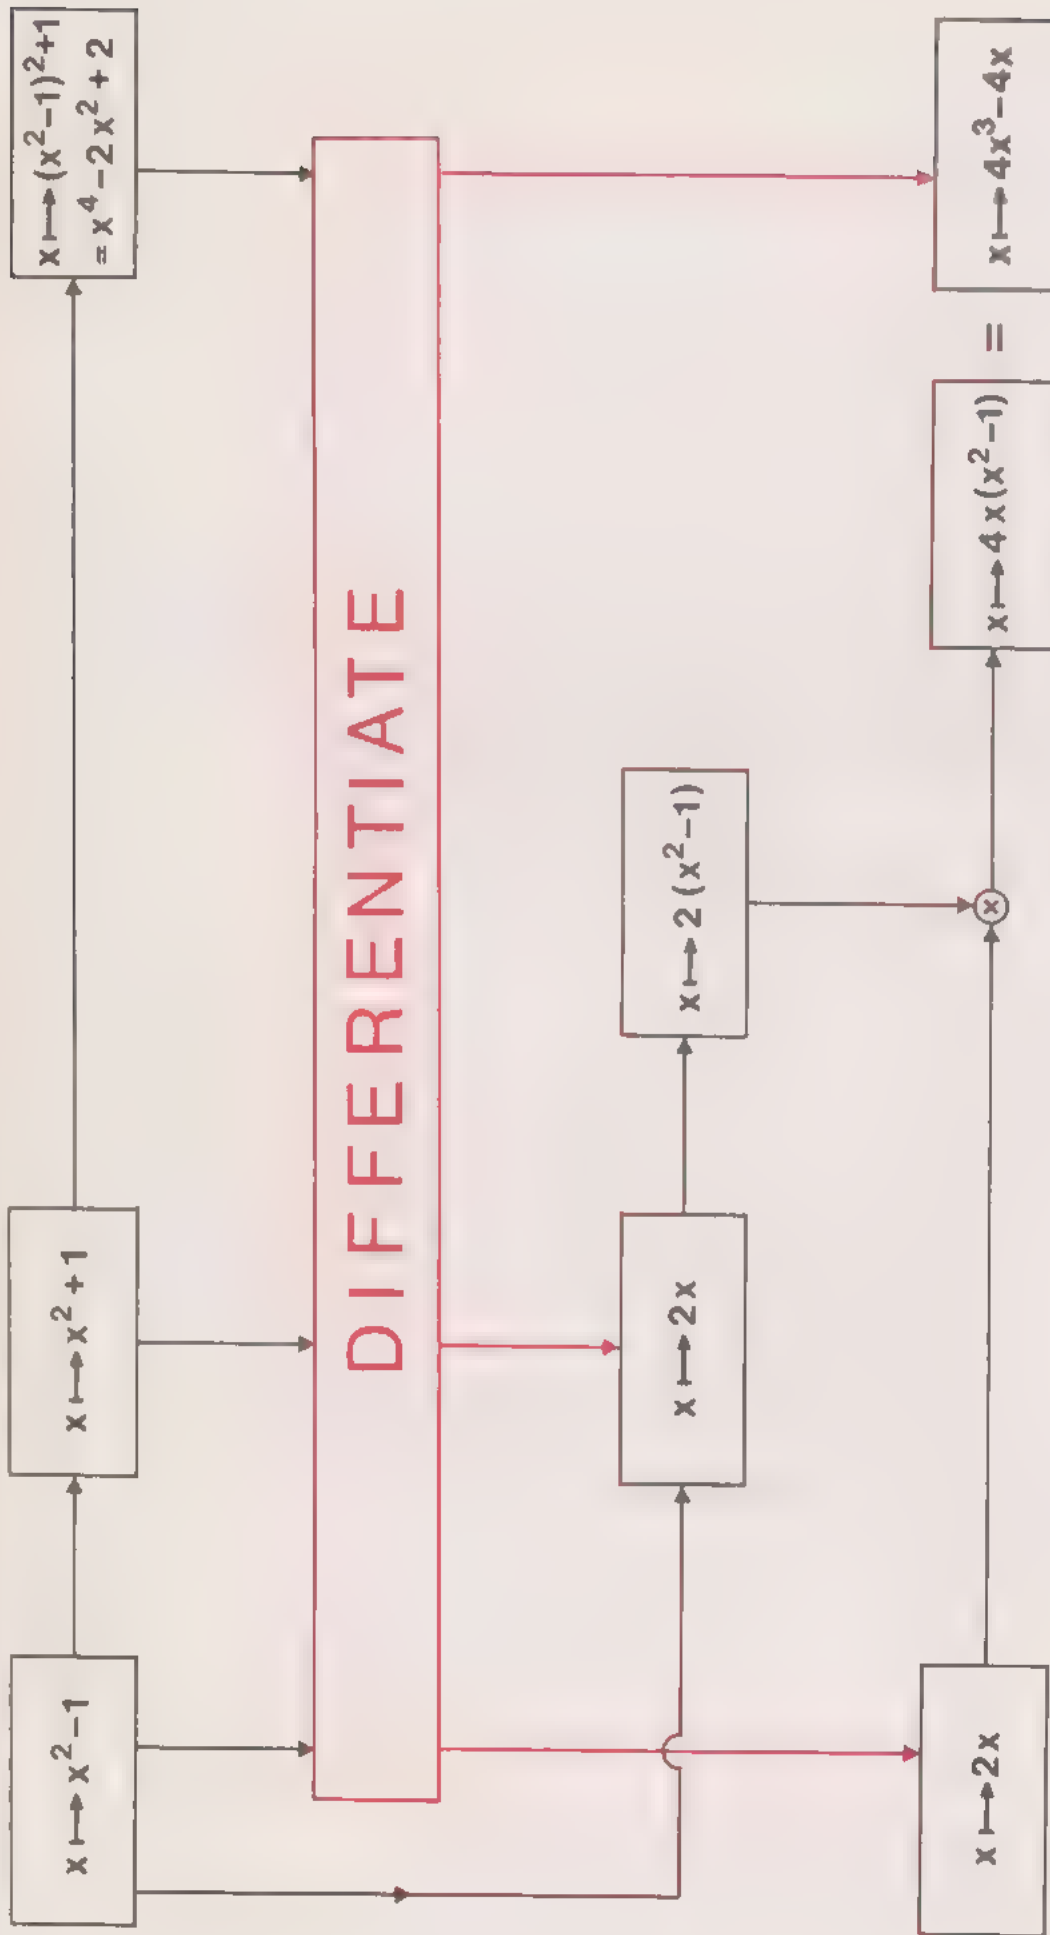 x ↦ x² − 1
x ↦ x² + 1
x ↦ (x² − 1)² + 1
= x⁴ − 2x² + 2
DIFFERENTIATE
x ↦ 2x
x ↦ 2(x² − 1)
×
x ↦ 2x
x ↦ 4x(x² − 1)
=
x ↦ 4x³ − 4x